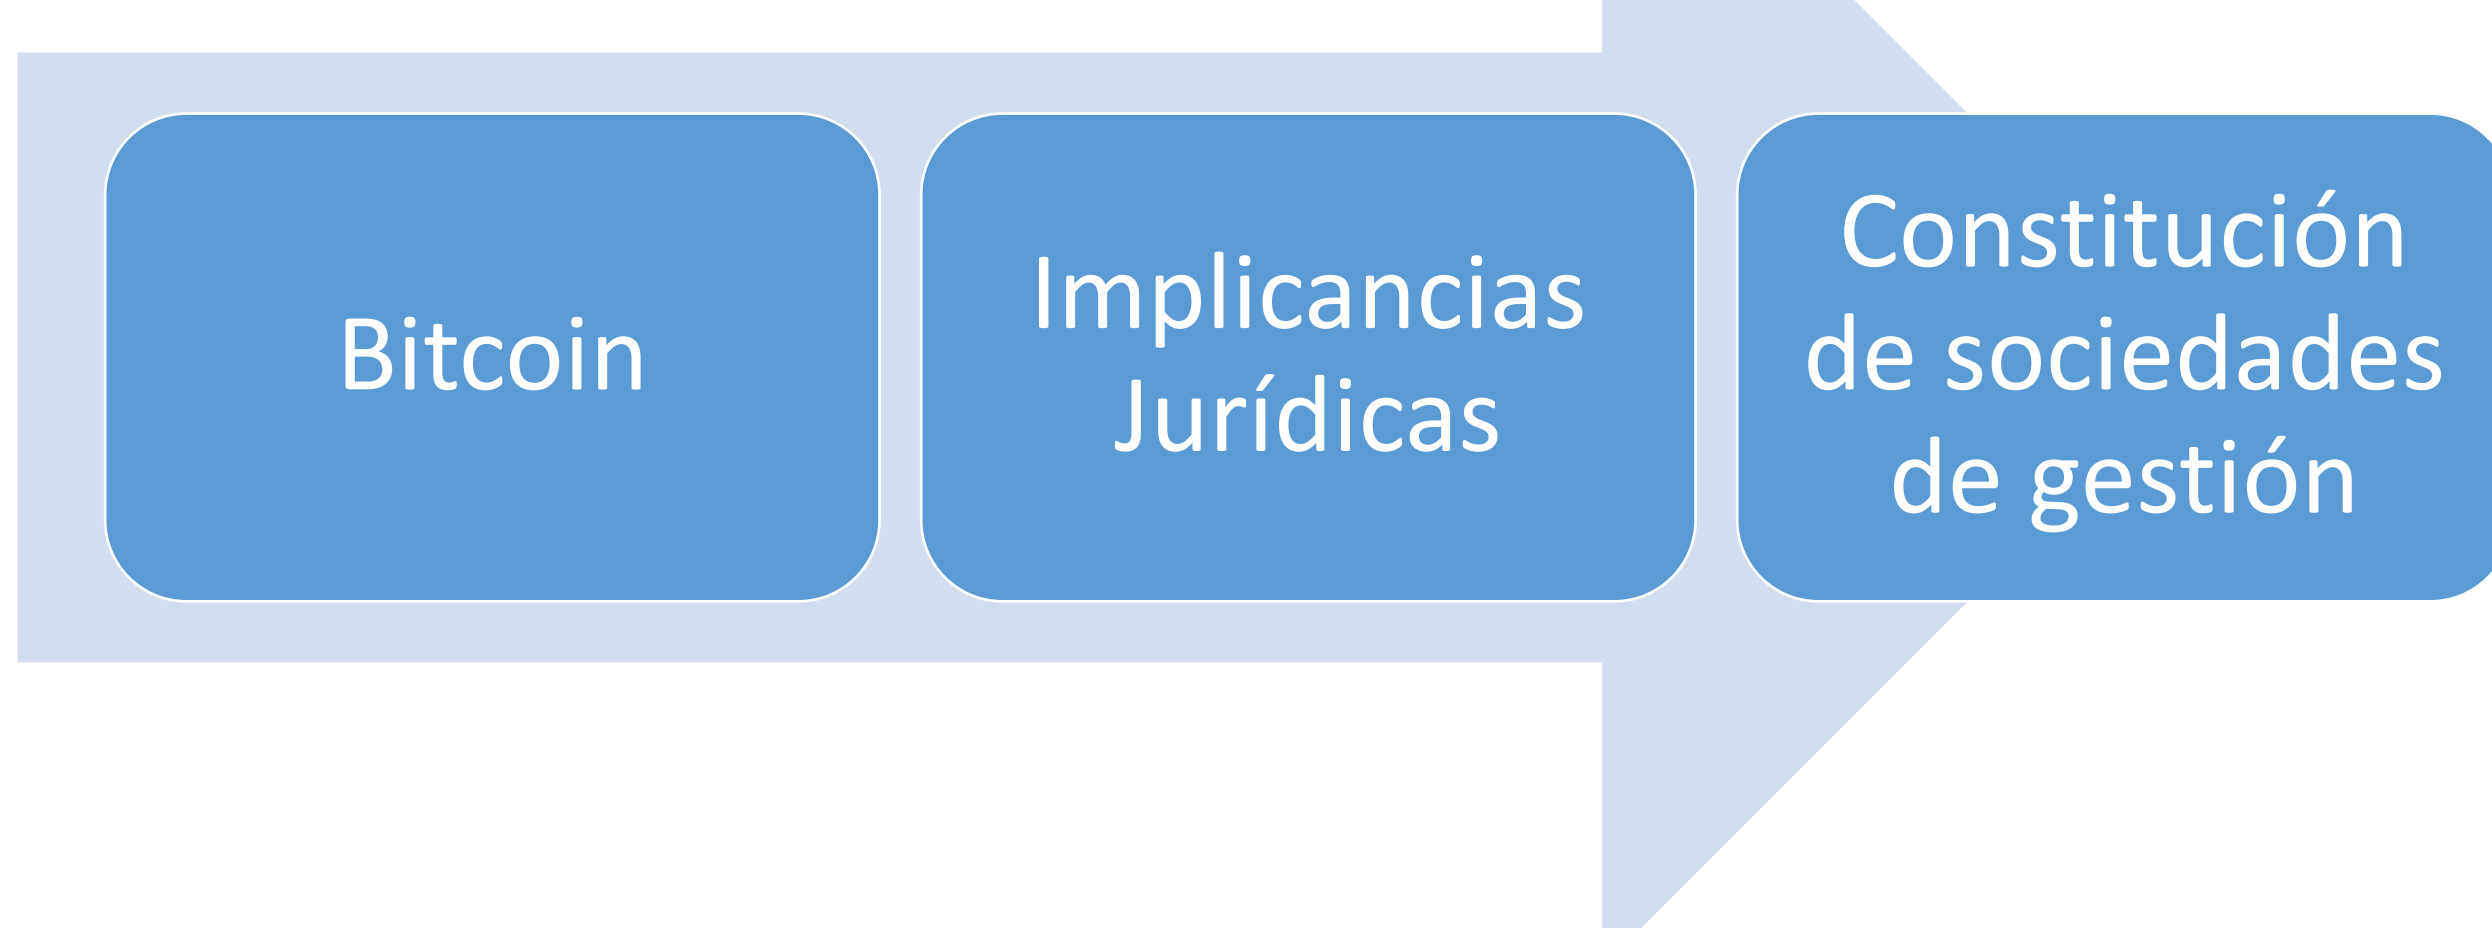 Bitcoin
Implicancias
Jurídicas
Constitución
de sociedades
de gestión